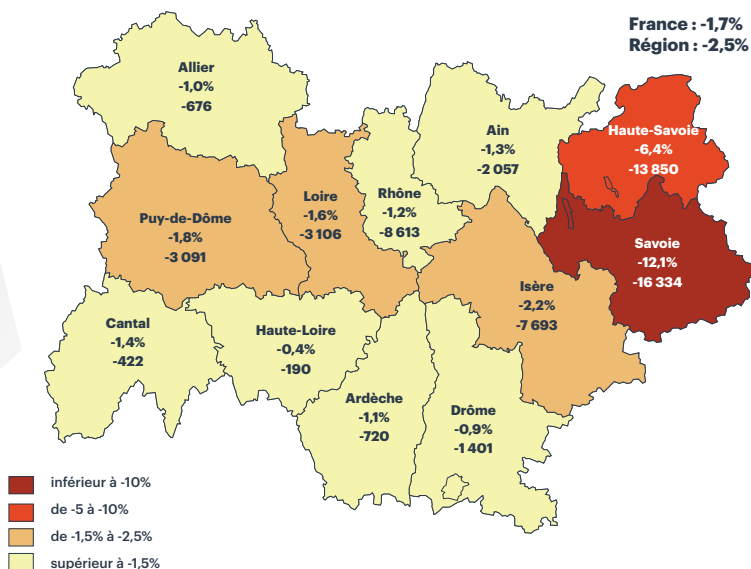 France : -1,7%
Région : -2,5%
Allier
-1,0%
-676
Ain
-1,3%
-2 057
Haute-Savoie
-6,4%
-13 850
Puy-de-Dôme
-1,8%
-3 091
Loire
-1,6%
-3 106
Rhône
-1,2%
-8 613
Savoie
-12,1%
-16 334
Isère
-2,2%
-7 693
Cantal
-1,4%
-422
Haute-Loire
-0,4%
-190
Ardèche
-1,1%
-720
Drôme
-0,9%
-1 401
inférieur à -10%
de -5 à -10%
de -1,5% à -2,5%
supérieur à -1,5%